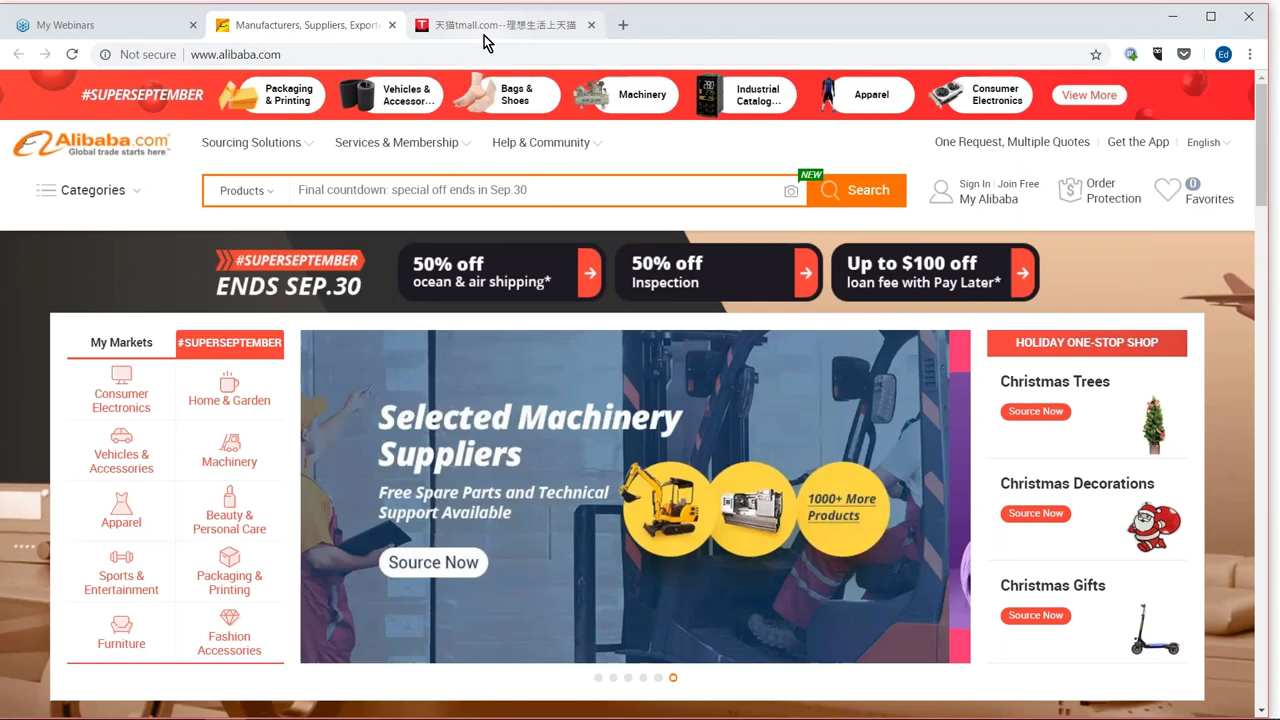 My Webinars
Manufacturers, Suppliers, Export
天猫tmall.com--理想生活上天猫
Not secure
www.alibaba.com
Ed
#SUPERSEPTEMBER
Packaging
& Printing
Vehicles &
Accessor...
Bags &
Shoes
Machinery
Industrial
Catalog...
Apparel
Consumer
Electronics
View More
Alibaba.com
Global trade starts here.™
Sourcing Solutions
Services & Membership
Help & Community
One Request, Multiple Quotes
Get the App
English
Categories
Products
Final countdown: special off ends in Sep.30
NEW
Search
Sign In
Join Free
My Alibaba
Order
Protection
0
Favorites
#SUPERSEPTEMBER
ENDS SEP.30
50% off
ocean & air shipping*
50% off
Inspection
Up to $100 off
loan fee with Pay Later*
My Markets
#SUPERSEPTEMBER
Consumer
Electronics
Home & Garden
Vehicles &
Accessories
Machinery
Apparel
Beauty &
Personal Care
Sports &
Entertainment
Packaging &
Printing
Furniture
Fashion
Accessories
Selected Machinery
Suppliers
Free Spare Parts and Technical
Support Available
Source Now
1000+ More
Products
HOLIDAY ONE-STOP SHOP
Christmas Trees
Source Now
Christmas Decorations
Source Now
Christmas Gifts
Source Now